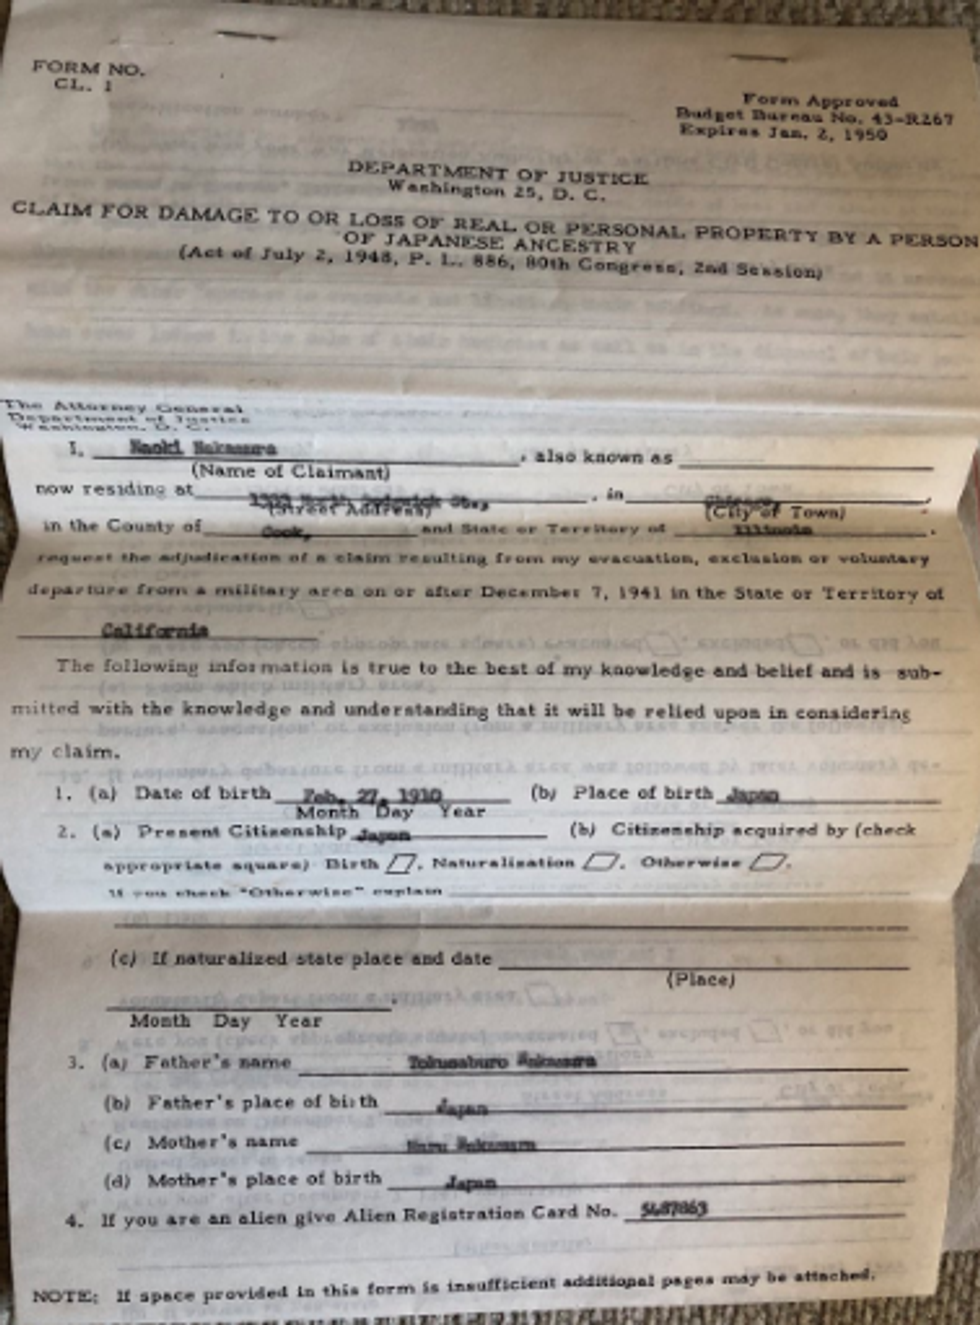 FORM NO.
CL. 1
Form Approved
Budget Bureau No. 43-R267
Expires Jan. 2, 1950
DEPARTMENT OF JUSTICE
Washington 25, D. C.
CLAIM FOR DAMAGE TO OR LOSS OF REAL OR PERSONAL PROPERTY BY A PERSON
OF JAPANESE ANCESTRY
(Act of July 2, 1948, P. L. 886, 80th Congress, 2nd Session)
The Attorney General
Department of Justice
Washington, D. C.
I, Naoki Nakamura, also known as
(Name of Claimant)
now residing at 1523 North St., in Chicago,
(Street Address) (City of Town)
in the County of Cook, and State or Territory of Illinois,
request the adjudication of a claim resulting from my evacuation, exclusion or voluntary
departure from a military area on or after December 7, 1941 in the State or Territory of
California
The following information is true to the best of my knowledge and belief and is sub-
mitted with the knowledge and understanding that it will be relied upon in considering
my claim.
1. (a) Date of birth Feb. 27, 1910 (b) Place of birth Japan
Month Day Year
2. (a) Present Citizenship Japan (b) Citizenship acquired by (check
appropriate square) Birth , Naturalization , Otherwise .
If you check "Otherwise" explain
(c) If naturalized state place and date
(Place)
Month Day Year
3. (a) Father's name Tokusaburo Nakamura
(b) Father's place of birth Japan
(c) Mother's name Haru Nakamura
(d) Mother's place of birth Japan
4. If you are an alien give Alien Registration Card No. 5487863
NOTE: If space provided in this form is insufficient additional pages may be attached.